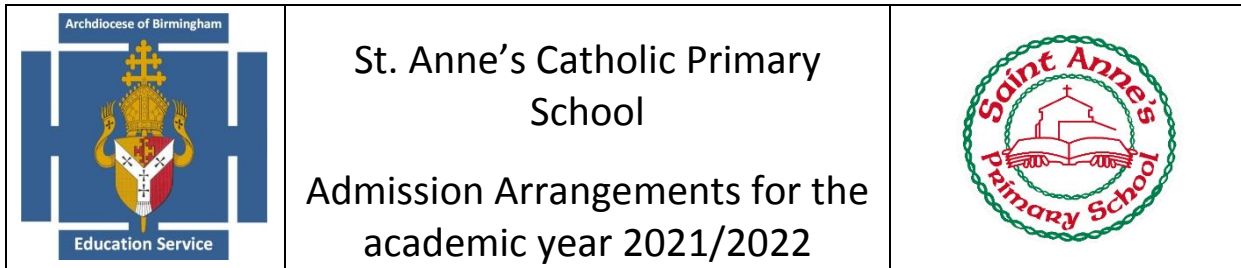 Archdiocese of Birmingham
Education Service
St. Anne’s Catholic Primary
School
Admission Arrangements for the
academic year 2021/2022
Saint Anne's
Primary School